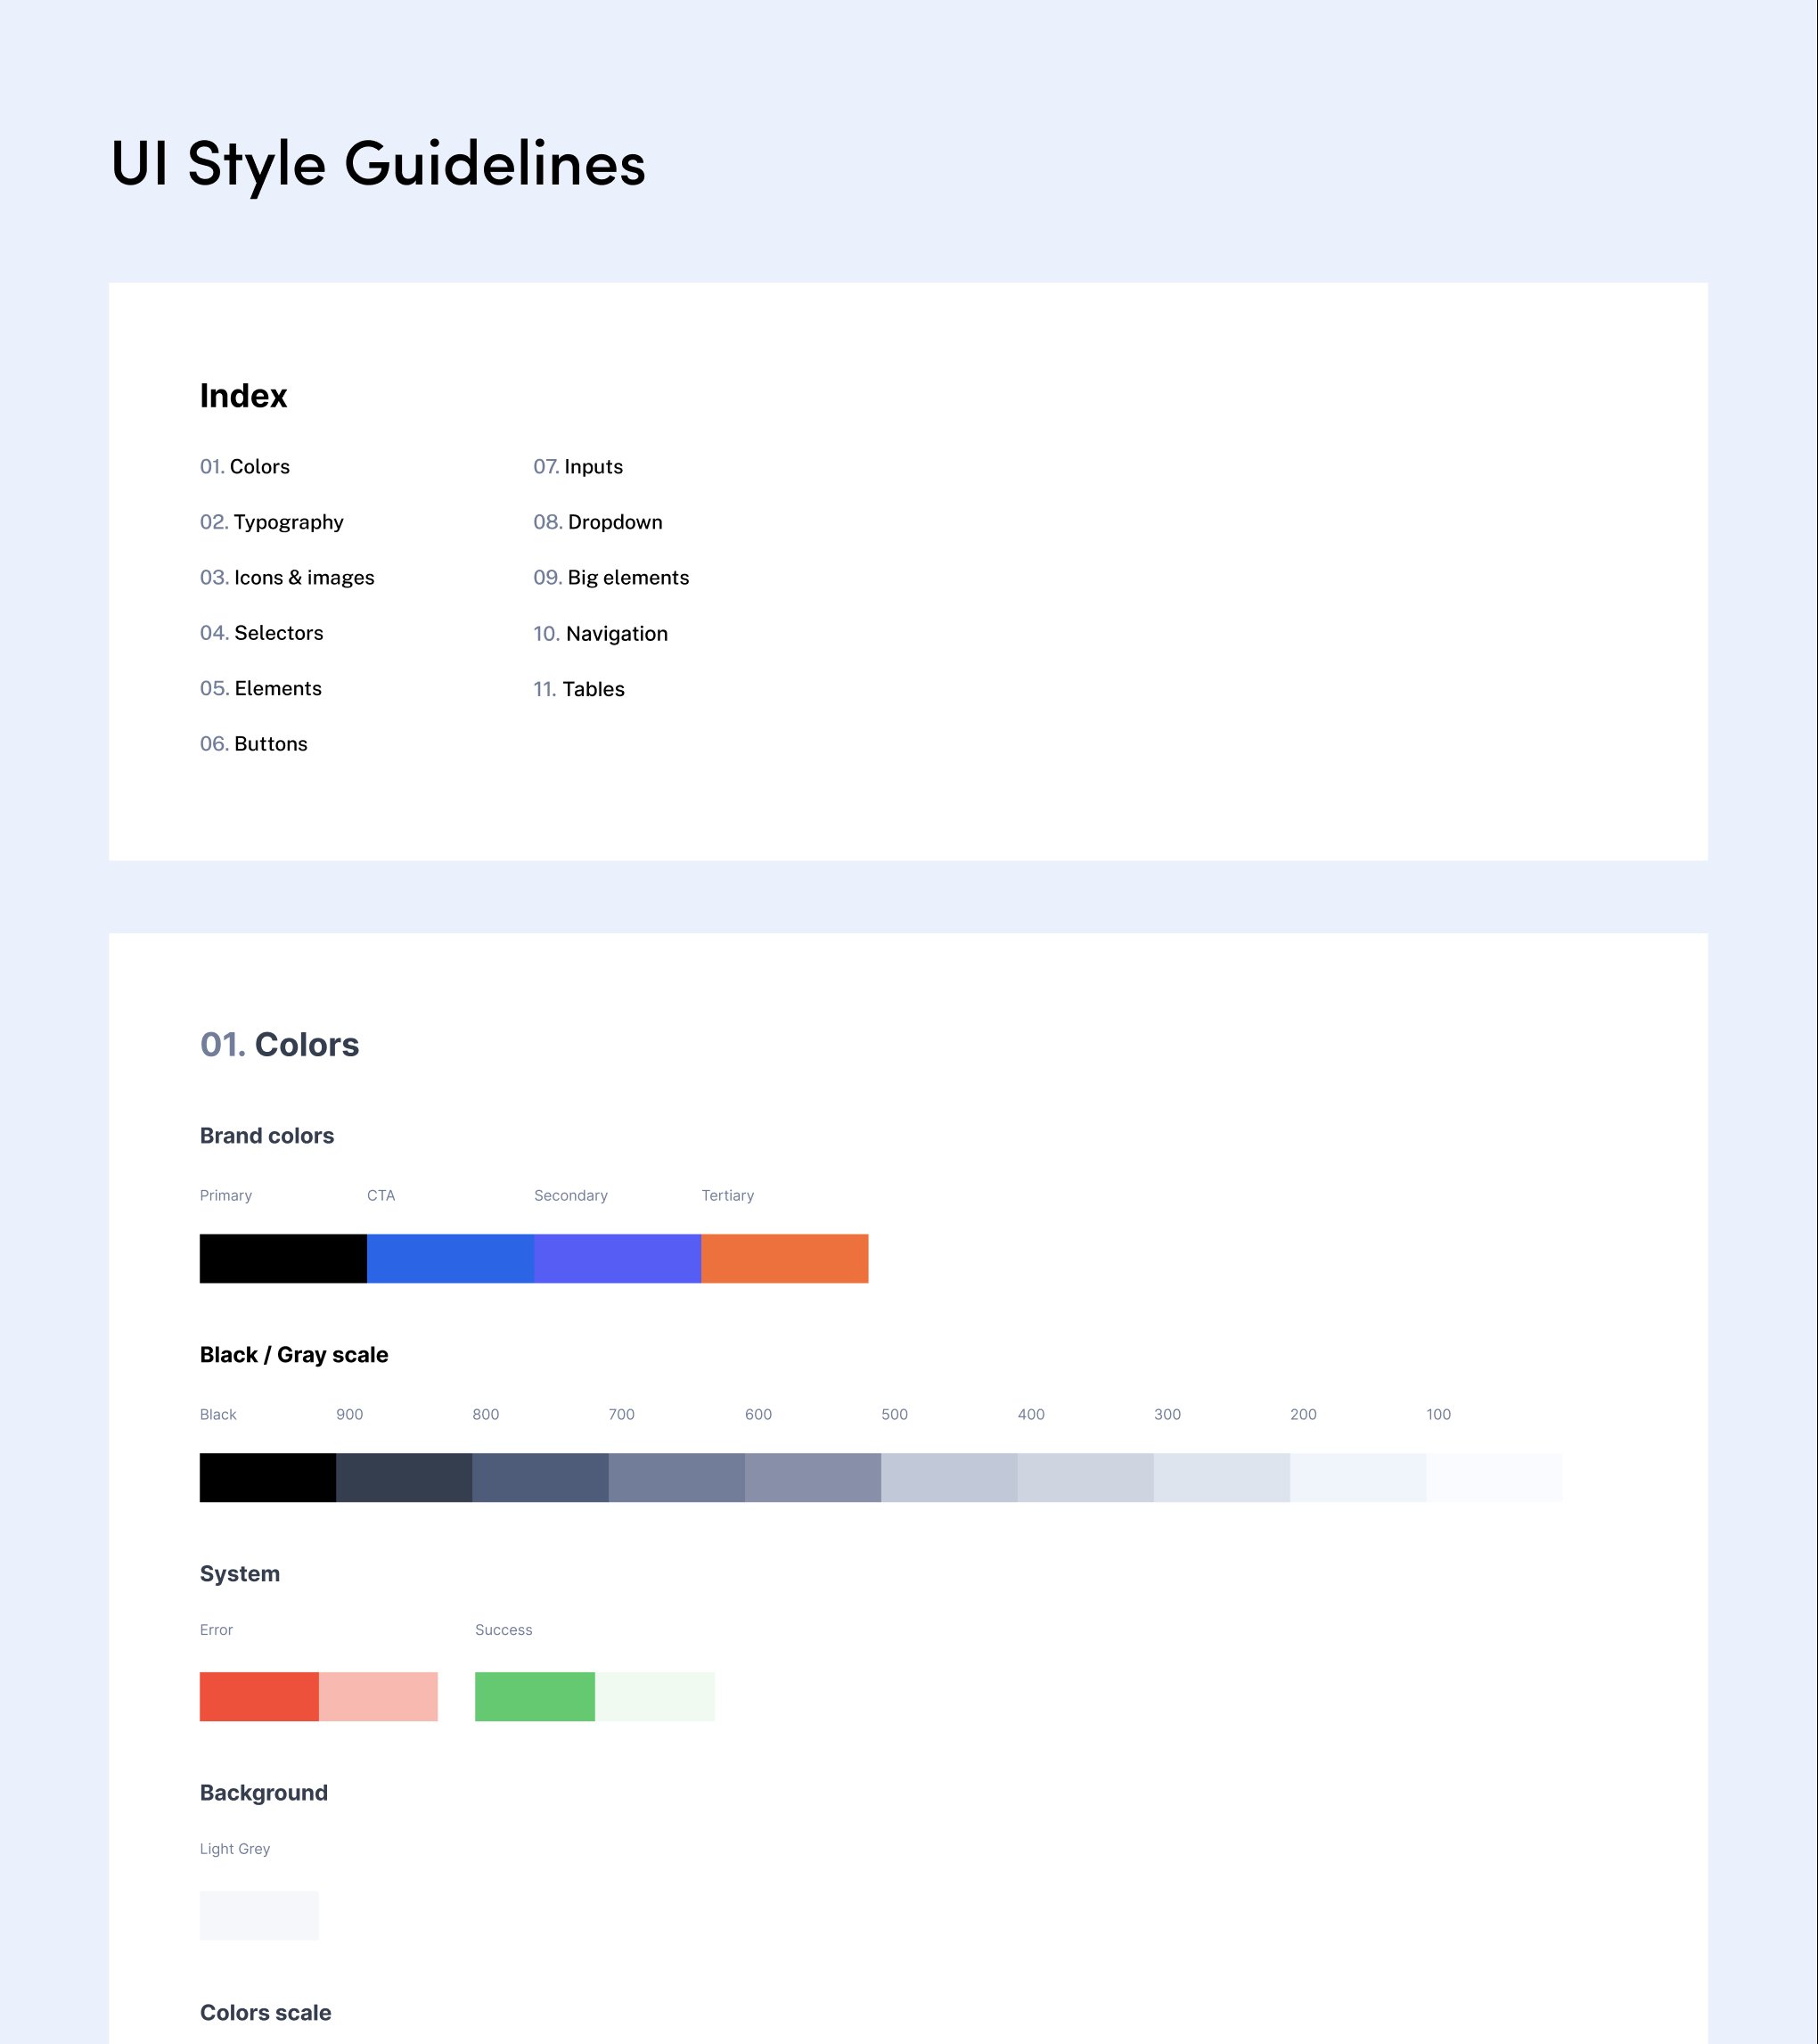 UI Style Guidelines
Index
01. Colors
02. Typography
03. Icons & images
04. Selectors
05. Elements
06. Buttons
07. Inputs
08. Dropdown
09. Big elements
10. Navigation
11. Tables
01. Colors
Brand colors
Primary CTA Secondary Tertiary
Black / Gray scale
Black 900 800 700 600 500 400 300 200 100
System
Error Success
Background
Light Grey
Colors scale